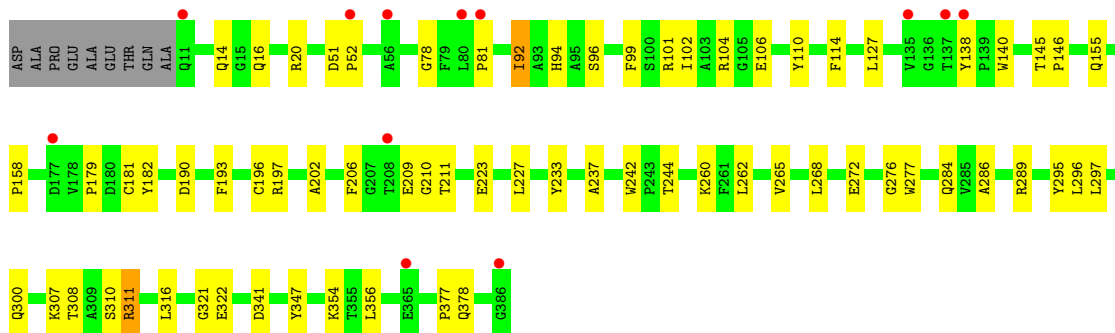 ASP ALA PRO GLU ALA GLU THR GLN ALA Q11 Q14 G15 Q16 R20 D51 P52 A56 G78 F79 L80 P81 I92 A93 H94 A95 S96 F99 S100 R101 I102 A103 R104 G105 E106 Y110 F114 L127 V135 G136 T137 Y138 P139 W140 T145 P146 Q155
P158 D177 V178 P179 D180 C181 Y182 D190 F193 C196 R197 A202 F206 G207 T208 E209 G210 T211 E223 L227 Y233 A237 W242 P243 T244 K260 F261 L262 V265 L268 E272 G276 W277 Q284 V285 A286 R289 Y295 L296 L297
Q300 K307 T308 A309 S310 R311 L316 G321 E322 D341 Y347 K354 T355 L356 E365 P377 Q378 G386